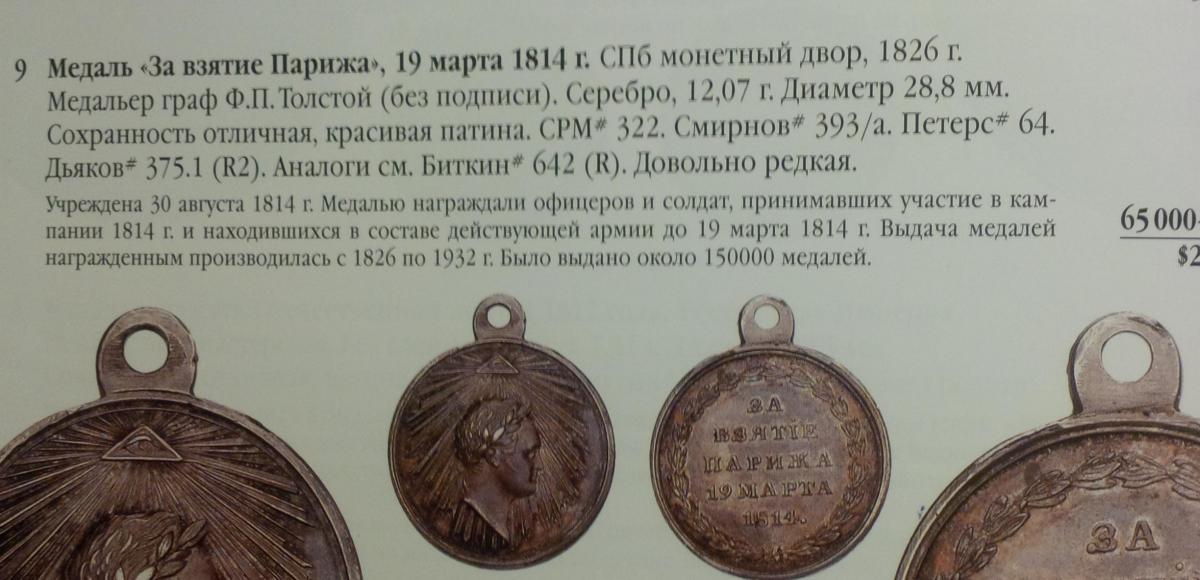 9 Медаль «За взятие Парижа», 19 марта 1814 г. СПб монетный двор, 1826 г.
Медальер граф Ф.П.Толстой (без подписи). Серебро, 12,07 г. Диаметр 28,8 мм.
Сохранность отличная, красивая патина. СРМ# 322. Смирнов# 393/а. Петерс# 64.
Дьяков# 375.1 (R2). Аналоги см. Биткин# 642 (R). Довольно редкая.
Учреждена 30 августа 1814 г. Медалью награждали офицеров и солдат, принимавших участие в кам-
пании 1814 г. и находившихся в составе действующей армии до 19 марта 1814 г. Выдача медалей
награжденным производилась с 1826 по 1932 г. Было выдано около 150000 медалей.
65 000
$2
ЗА
ВЗЯТІЕ
ПАРИЖА
19 МАРТА
1814.
ЗА